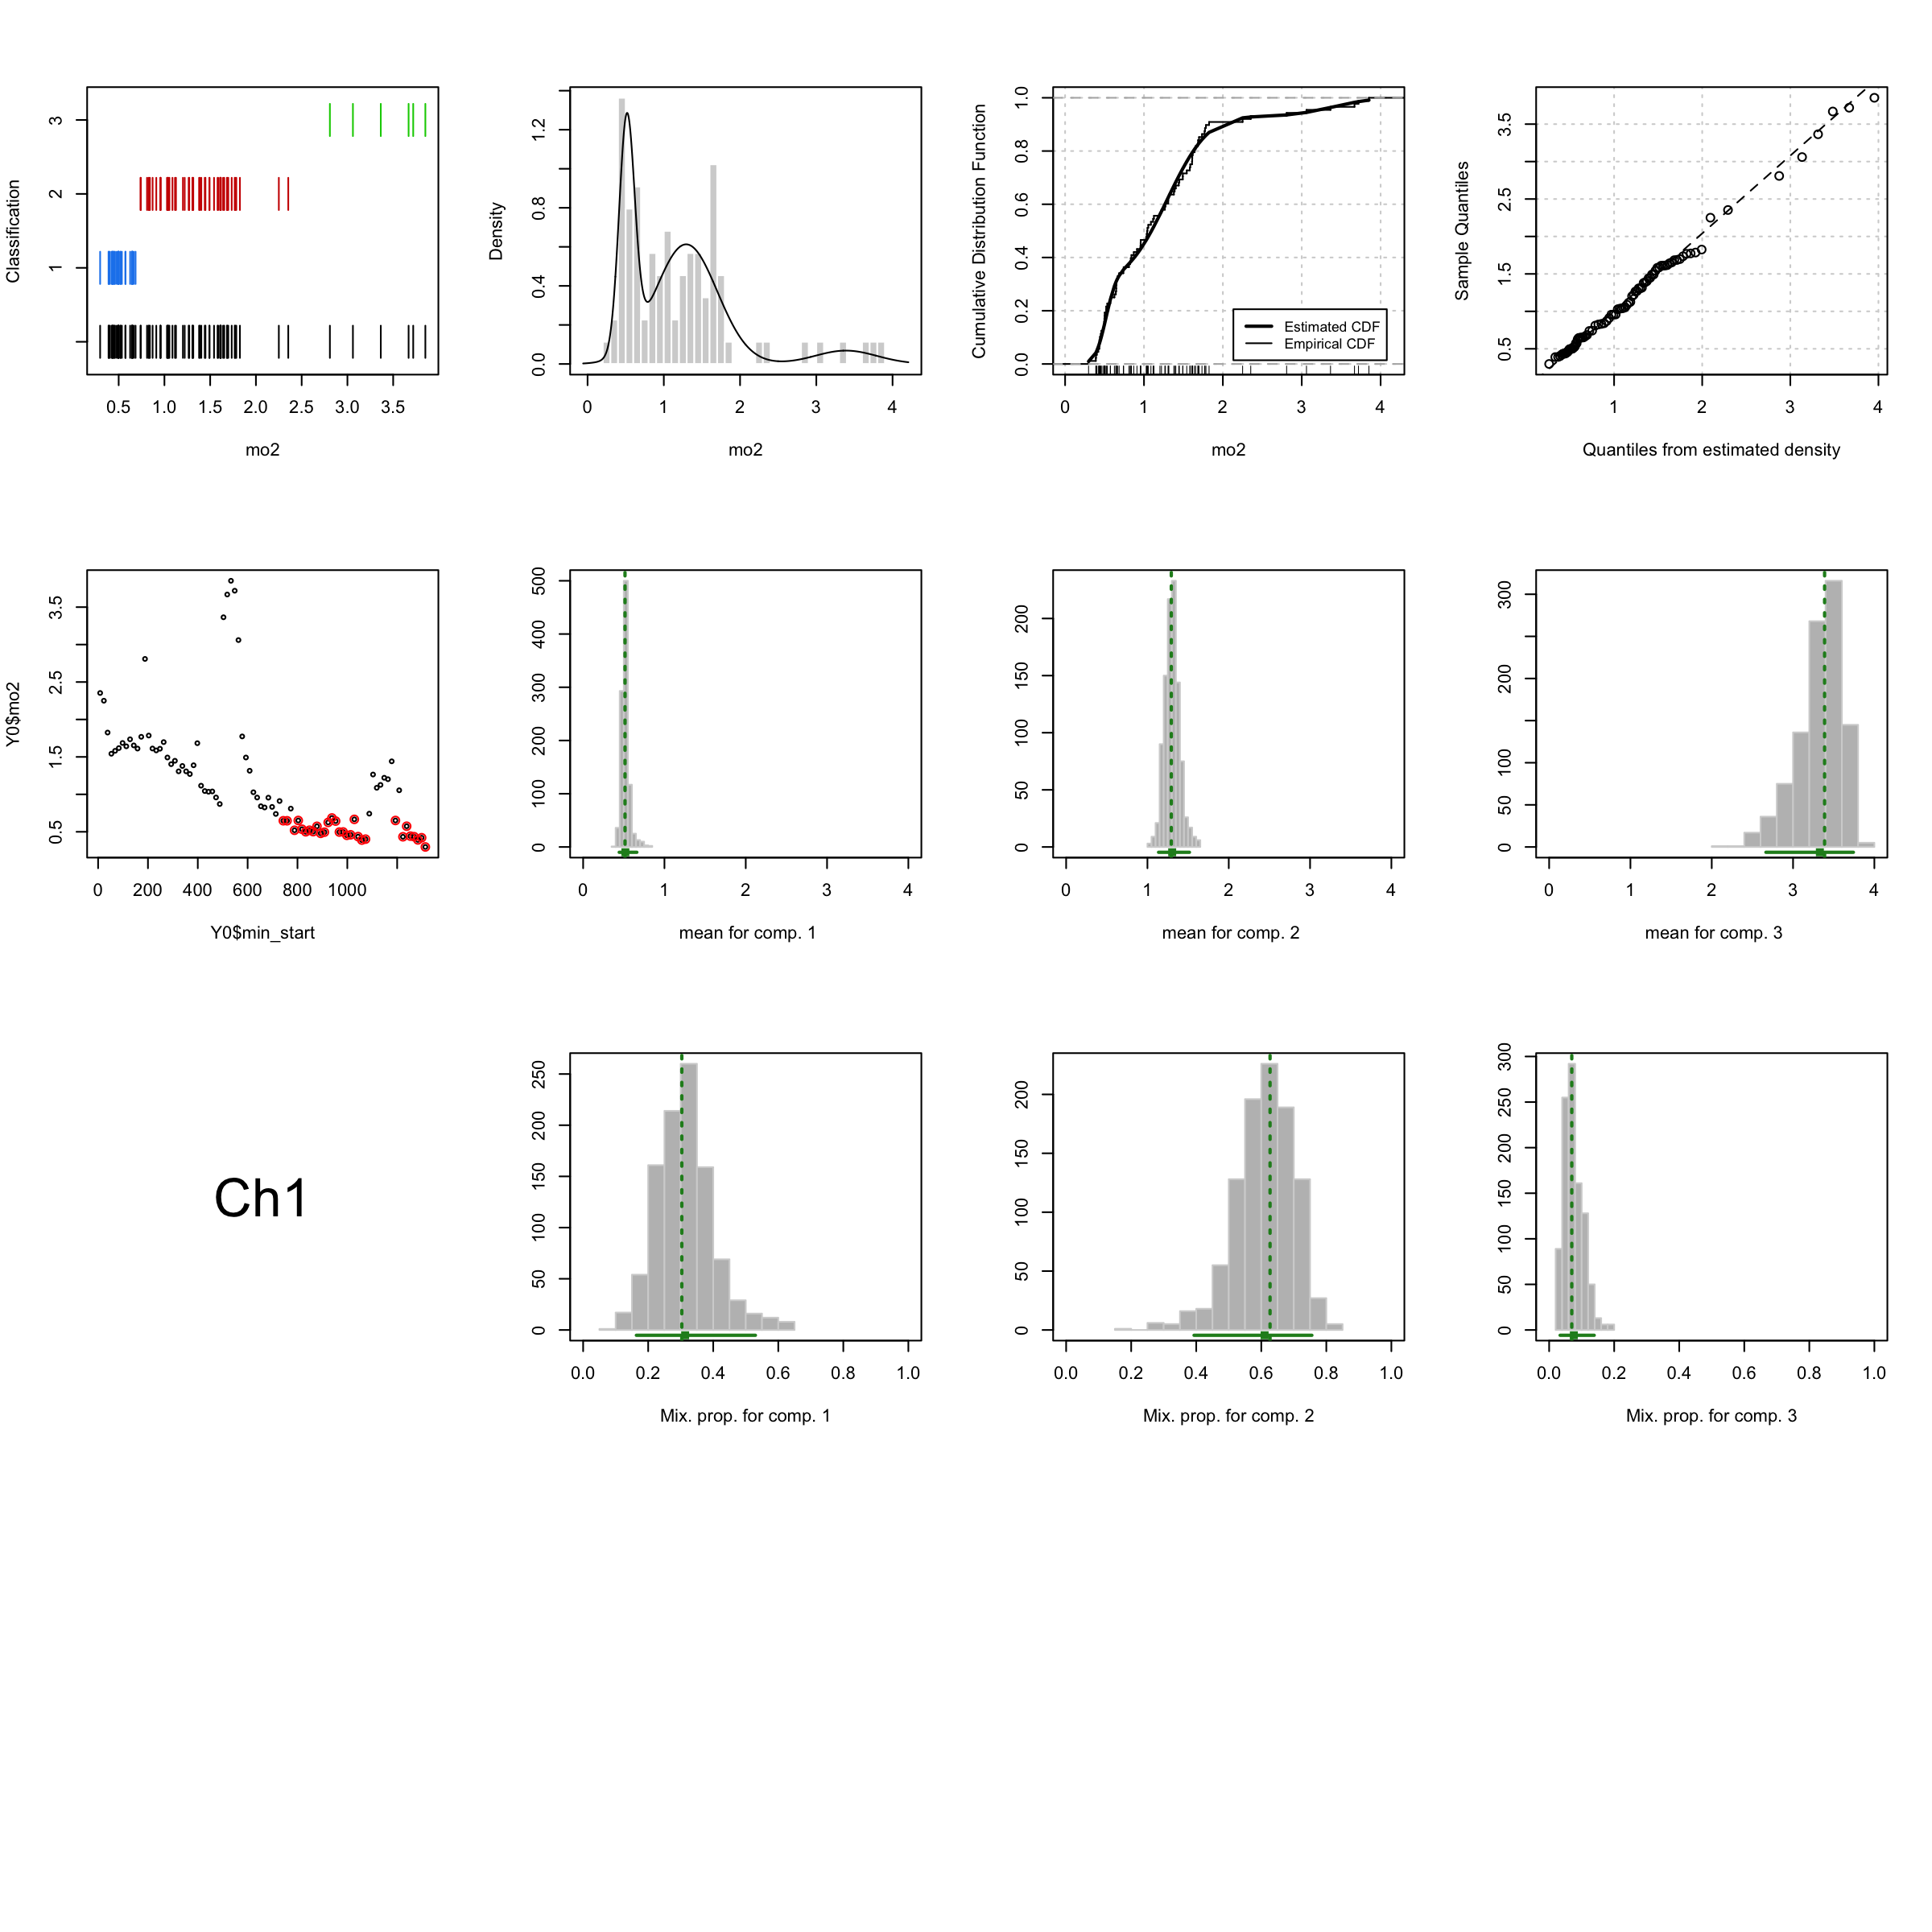 Classification
3
2
1
0.5 1.0 1.5 2.0 2.5 3.0 3.5
mo2
Density
1.2
0.8
0.4
0.0
0 1 2 3 4
mo2
Cumulative Distribution Function
1.0
0.8
0.6
0.4
0.2
0.0
Estimated CDF
Empirical CDF
0 1 2 3 4
mo2
Sample Quantiles
3.5
2.5
1.5
0.5
1 2 3 4
Quantiles from estimated density
Y0$mo2
3.5
2.5
1.5
0.5
0 200 400 600 800 1000
Y0$min_start
500
400
300
200
100
0
0 1 2 3 4
mean for comp. 1
200
150
100
50
0
0 1 2 3 4
mean for comp. 2
300
200
100
50
0
0 1 2 3 4
mean for comp. 3
Ch1
250
200
150
100
50
0
0.0 0.2 0.4 0.6 0.8 1.0
Mix. prop. for comp. 1
200
150
100
50
0
0.0 0.2 0.4 0.6 0.8 1.0
Mix. prop. for comp. 2
300
250
200
150
100
50
0
0.0 0.2 0.4 0.6 0.8 1.0
Mix. prop. for comp. 3